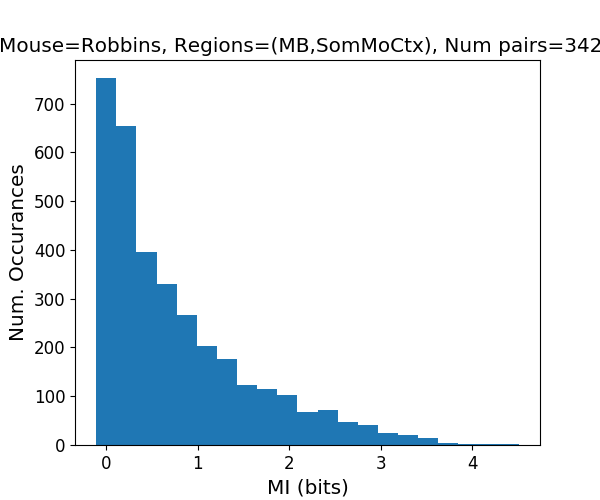 Mouse=Robbins, Regions=(MB,SomMoCtx), Num pairs=342
Num. Occurances
700
600
500
400
300
200
100
0
0 1 2 3 4
MI (bits)